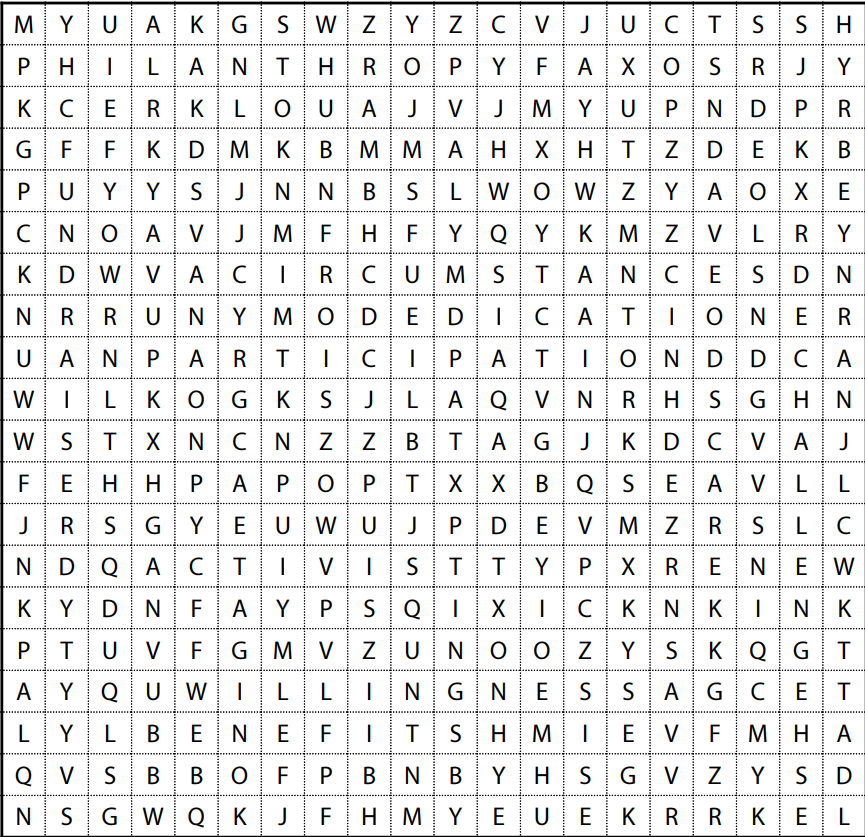 M Y U A K G S W Z Y Z C V J U C T S S H
P H I L A N T H R O P Y F A X O S R J Y
K C E R K L O U A J V J M Y U P N D P R
G F F K D M K B M M A H X H T Z D E K B
P U Y Y S J N N B S L W O W Z Y A O X E
C N O A V J M F H F Y Q Y K M Z V L R Y
K D W V A C I R C U M S T A N C E S D N
N R R U N Y M O D E D I C A T I O N E R
U A N P A R T I C I P A T I O N D D C A
W I L K O G K S J L A Q V N R H S G H N
W S T X N C N Z Z B T A G J K D C V A J
F E H H P A P O P T X X B Q S E A V L L
J R S G Y E U W U J P D E V M Z R S L C
N D Q A C T I V I S T T Y P X R E N E W
K Y D N F A Y P S Q I X I C K N K I N K
P T U V F G M V Z U N O O Z Y S K Q G T
A Y Q U W I L L I N G N E S S A G C E T
L Y L B E N E F I T S H M I E V F M H A
Q V S B B O F P B N B Y H S G V Z Y S D
N S G W Q K J F H M Y E U E K R R K E L